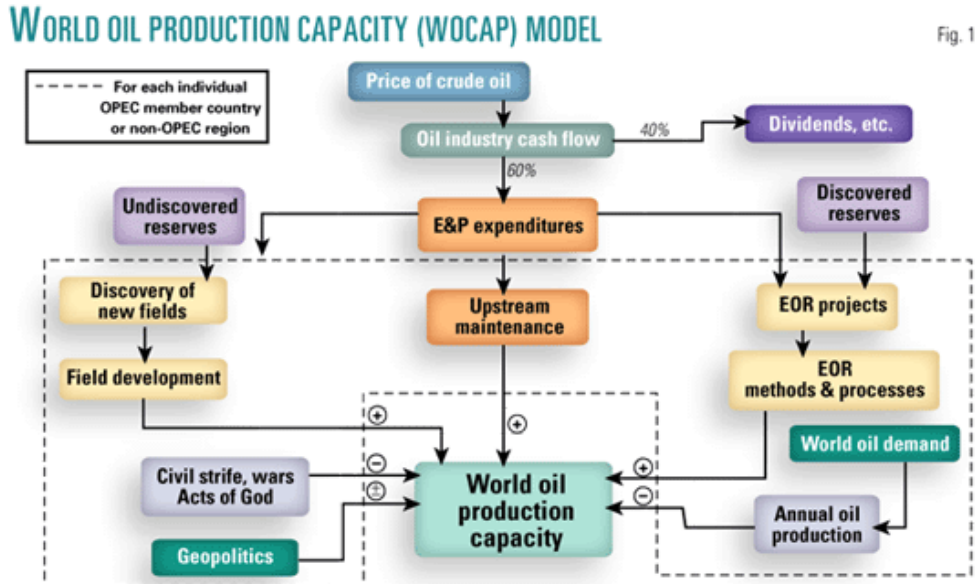 WORLD OIL PRODUCTION CAPACITY (WOCAP) MODEL
Fig. 1
For each individual
OPEC member country
or non-OPEC region
Price of crude oil
Oil industry cash flow
40%
Dividends, etc.
60%
Undiscovered
reserves
E&P expenditures
Discovered
reserves
Discovery of
new fields
Upstream
maintenance
EOR projects
Field development
EOR
methods & processes
+
+
World oil demand
Civil strife, wars
Acts of God
−
±
World oil
production
capacity
+
−
Annual oil
production
Geopolitics